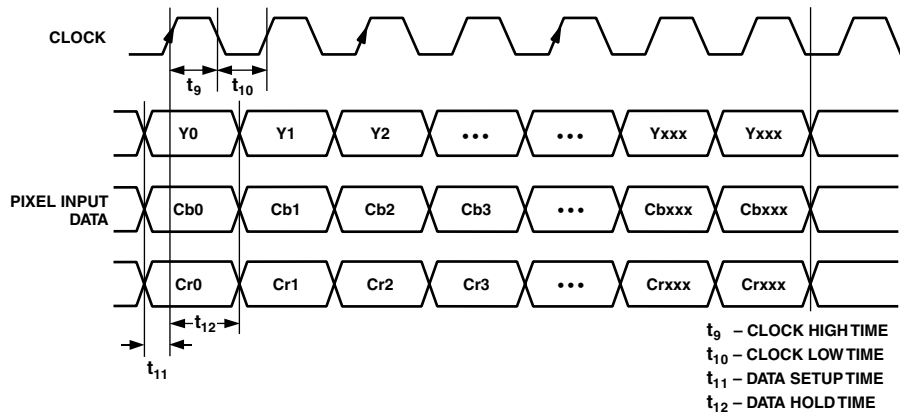 CLOCK
t9 t10
Y0 Y1 Y2 ••• ••• Yxxx Yxxx
PIXEL INPUT
DATA
Cb0 Cb1 Cb2 Cb3 ••• Cbxxx Cbxxx
Cr0 Cr1 Cr2 Cr3 ••• Crxxx Crxxx
t12
t11
t9 – CLOCK HIGH TIME
t10 – CLOCK LOW TIME
t11 – DATA SETUP TIME
t12 – DATA HOLD TIME